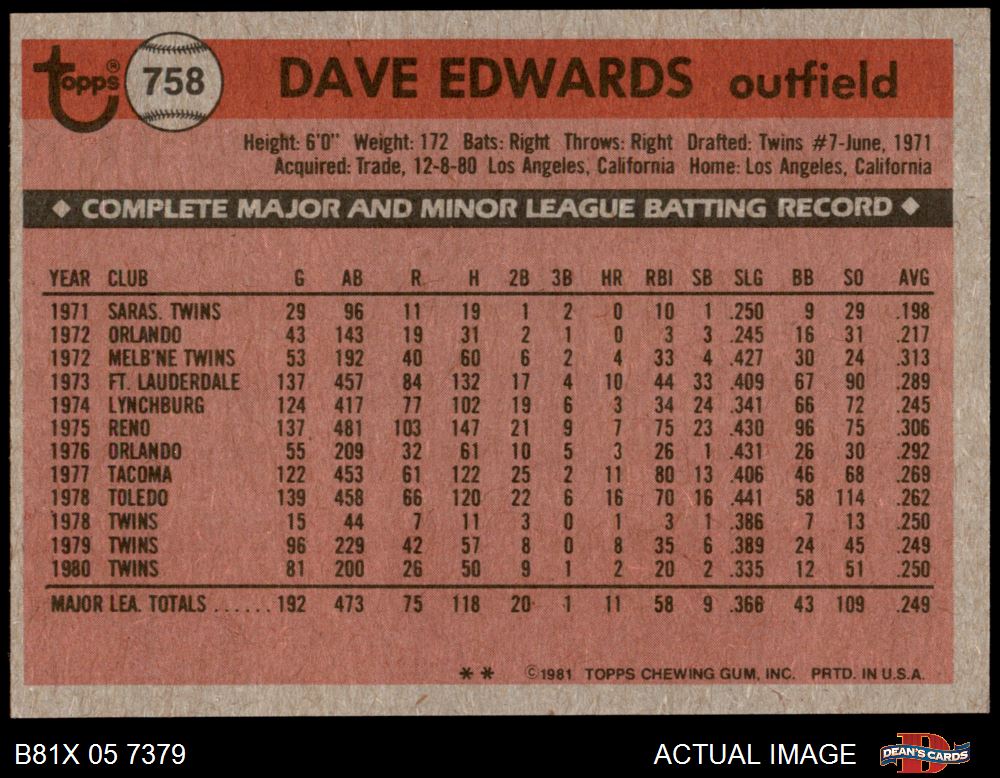 Topps® 758 DAVE EDWARDS outfield
Height: 6'0" Weight: 172 Bats: Right Throws: Right Drafted: Twins #7-June, 1971
Acquired: Trade, 12-8-80 Los Angeles, California Home: Los Angeles, California
◆ COMPLETE MAJOR AND MINOR LEAGUE BATTING RECORD ◆
YEAR CLUB G AB R H 2B 3B HR RBI SB SLG BB SO AVG
1971 SARAS. TWINS 29 96 11 19 1 2 0 10 1 .250 9 29 .198
1972 ORLANDO 43 143 19 31 2 1 0 3 3 .245 16 31 .217
1972 MELB'NE TWINS 53 192 40 60 6 2 4 33 4 .427 30 24 .313
1973 FT. LAUDERDALE 137 457 84 132 17 4 10 44 33 .409 67 90 .289
1974 LYNCHBURG 124 417 77 102 19 6 3 34 24 .341 66 72 .245
1975 RENO 137 481 103 147 21 9 7 75 23 .430 96 75 .306
1976 ORLANDO 55 209 32 61 10 5 3 26 1 .431 26 30 .292
1977 TACOMA 122 453 61 122 25 2 11 80 13 .406 46 68 .269
1978 TOLEDO 139 458 66 120 22 6 16 70 16 .441 58 114 .262
1978 TWINS 15 44 7 11 3 0 1 3 1 .386 7 13 .250
1979 TWINS 96 229 42 57 8 0 8 35 6 .389 24 45 .249
1980 TWINS 81 200 26 50 9 1 2 20 2 .335 12 51 .250
MAJOR LEA. TOTALS ...... 192 473 75 118 20 1 11 58 9 .366 43 109 .249
** ©1981 TOPPS CHEWING GUM, INC. PRTD. IN U.S.A.
B81X 05 7379 ACTUAL IMAGE DEAN'S CARDS